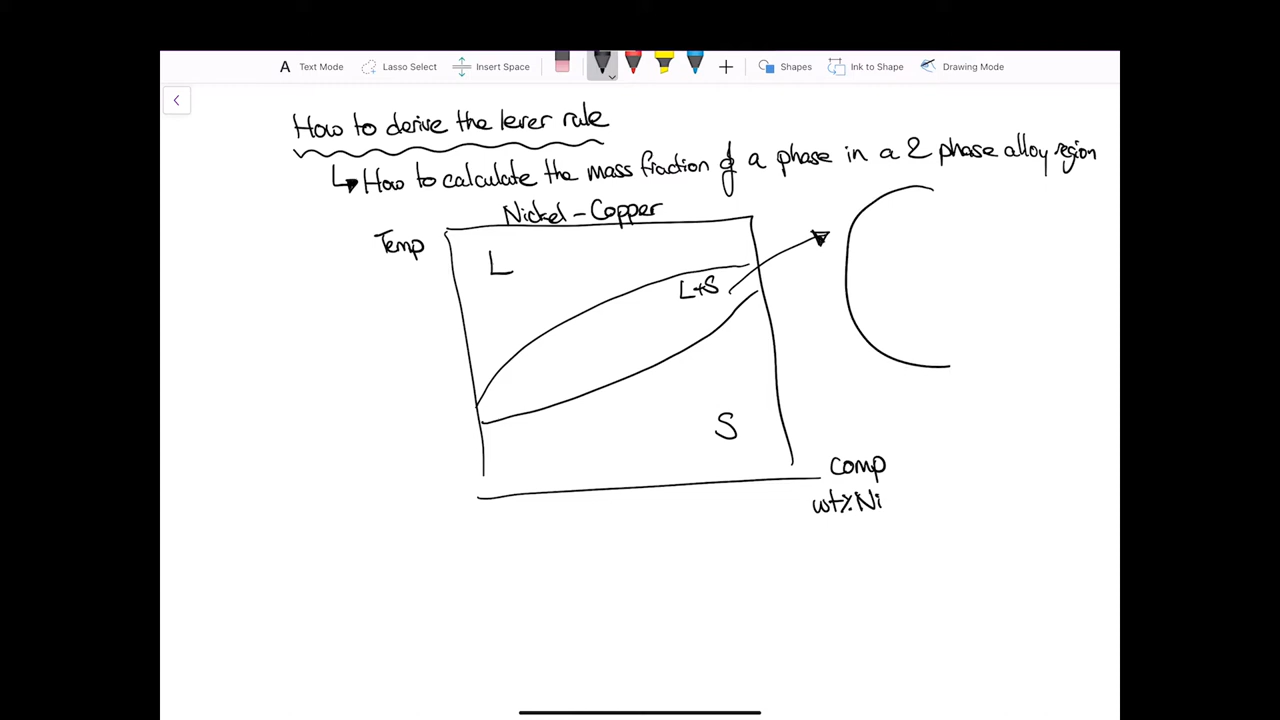 A Text Mode Lasso Select Insert Space Shapes Ink to Shape Drawing Mode
How to derive the lever rule
How to calculate the mass fraction of a phase in a 2 phase alloy region
Nickel-Copper
Temp
L
L+S
S
Comp
wt%Ni